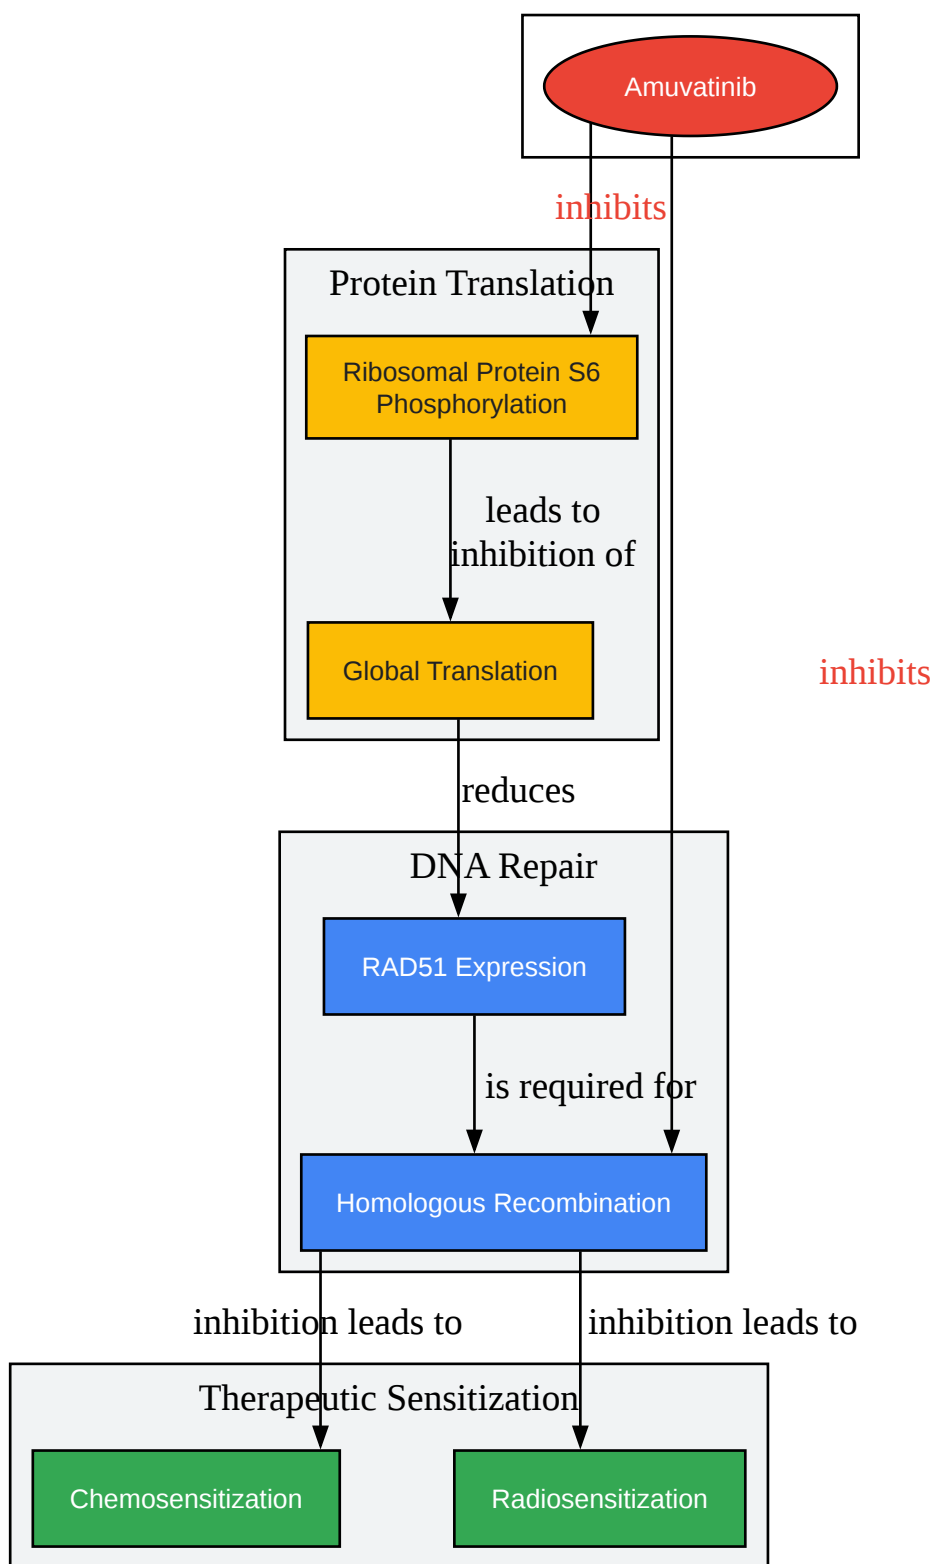 Amuvatinib
inhibits
Protein Translation
Ribosomal Protein S6
Phosphorylation
leads to
inhibition of
Global Translation
inhibits
reduces
DNA Repair
RAD51 Expression
is required for
Homologous Recombination
inhibition leads to
inhibition leads to
Therapeutic Sensitization
Chemosensitization
Radiosensitization